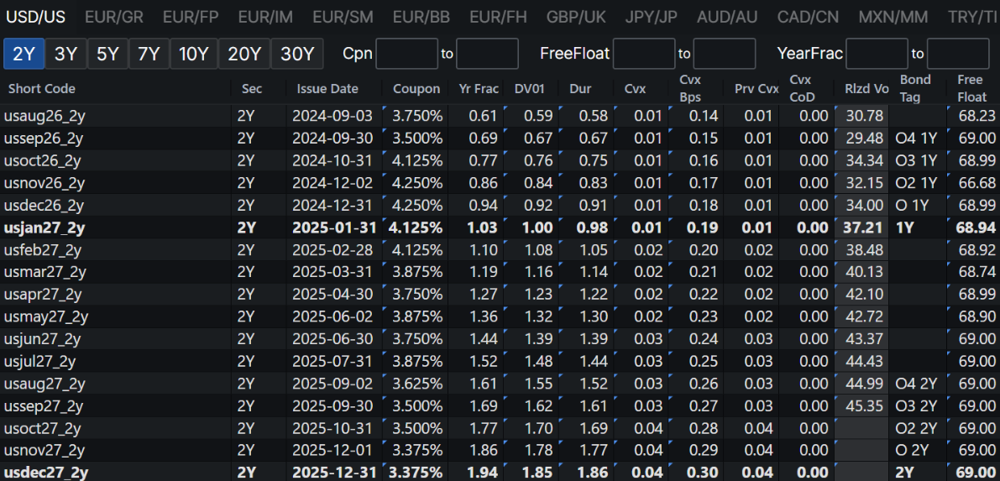 USD/US EUR/GR EUR/FP EUR/IM EUR/SM EUR/BB EUR/FH GBP/UK JPY/JP AUD/AU CAD/CN MXN/MM
2Y 3Y 5Y 7Y 10Y 20Y 30Y Cpn to FreeFloat to YearFrac to
Short Code Sec Issue Date Coupon Yr Frac DV01 Dur Cvx Cvx Bps Prv Cvx Cvx CoD Rlzd Vo Bond Tag Free Float
usaug26_2y 2Y 2024-09-03 3.750% 0.61 0.59 0.58 0.01 0.14 0.01 0.00 30.78 68.23
ussep26_2y 2Y 2024-09-30 3.500% 0.69 0.67 0.67 0.01 0.15 0.01 0.00 29.48 O4 1Y 69.00
usoct26_2y 2Y 2024-10-31 4.125% 0.77 0.76 0.75 0.01 0.16 0.01 0.00 34.34 O3 1Y 68.99
usnov26_2y 2Y 2024-12-02 4.250% 0.86 0.84 0.83 0.01 0.17 0.01 0.00 32.15 O2 1Y 66.68
usdec26_2y 2Y 2024-12-31 4.250% 0.94 0.92 0.91 0.01 0.18 0.01 0.00 34.00 O 1Y 68.99
usjan27_2y 2Y 2025-01-31 4.125% 1.03 1.00 0.98 0.01 0.19 0.01 0.00 37.21 1Y 68.94
usfeb27_2y 2Y 2025-02-28 4.125% 1.10 1.08 1.05 0.02 0.20 0.02 0.00 38.48 68.92
usmar27_2y 2Y 2025-03-31 3.875% 1.19 1.16 1.14 0.02 0.21 0.02 0.00 40.13 68.74
usapr27_2y 2Y 2025-04-30 3.750% 1.27 1.23 1.22 0.02 0.22 0.02 0.00 42.10 68.99
usmay27_2y 2Y 2025-06-02 3.875% 1.36 1.32 1.30 0.02 0.23 0.02 0.00 42.72 68.90
usjun27_2y 2Y 2025-06-30 3.750% 1.44 1.39 1.39 0.03 0.24 0.03 0.00 43.37 69.00
usjul27_2y 2Y 2025-07-31 3.875% 1.52 1.48 1.44 0.03 0.25 0.03 0.00 44.43 69.00
usaug27_2y 2Y 2025-09-02 3.625% 1.61 1.55 1.52 0.03 0.26 0.03 0.00 44.99 O4 2Y 69.00
ussep27_2y 2Y 2025-09-30 3.500% 1.69 1.62 1.61 0.03 0.27 0.03 0.00 45.35 O3 2Y 69.00
usoct27_2y 2Y 2025-10-31 3.500% 1.77 1.70 1.69 0.04 0.28 0.04 0.00 O2 2Y 69.00
usnov27_2y 2Y 2025-12-01 3.375% 1.86 1.78 1.77 0.04 0.29 0.04 0.00 O 2Y 69.00
usdec27_2y 2Y 2025-12-31 3.375% 1.94 1.85 1.86 0.04 0.30 0.04 0.00 2Y 69.00